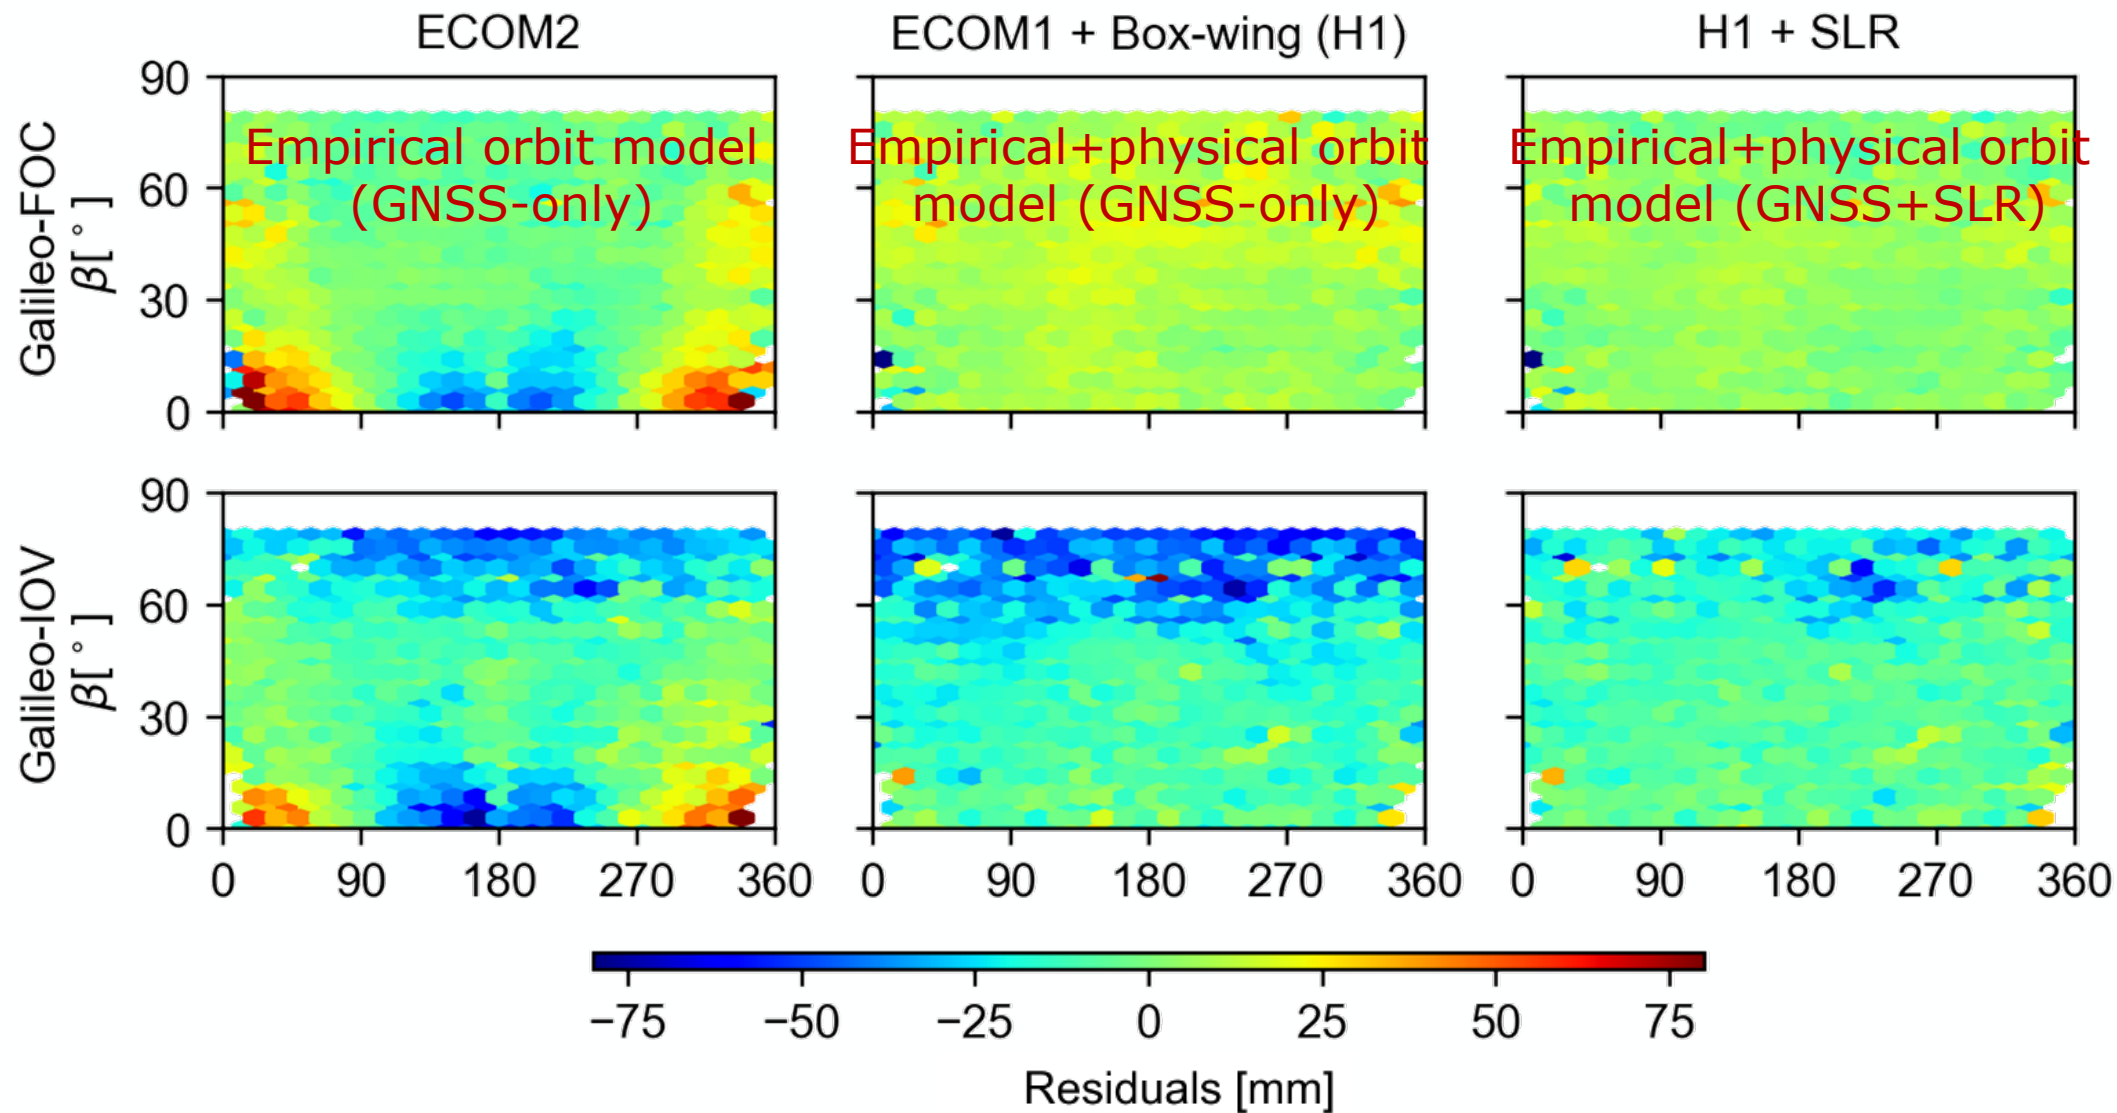 ECOM2
ECOM1 + Box-wing (H1)
H1 + SLR
Galileo-FOC
β[°]
90
60
30
0
Empirical orbit model
(GNSS-only)
Empirical+physical orbit
model (GNSS-only)
Empirical+physical orbit
model (GNSS+SLR)
Galileo-IOV
β[°]
90
60
30
0
0 90 180 270 360
0 90 180 270 360
0 90 180 270 360
−75 −50 −25 0 25 50 75
Residuals [mm]